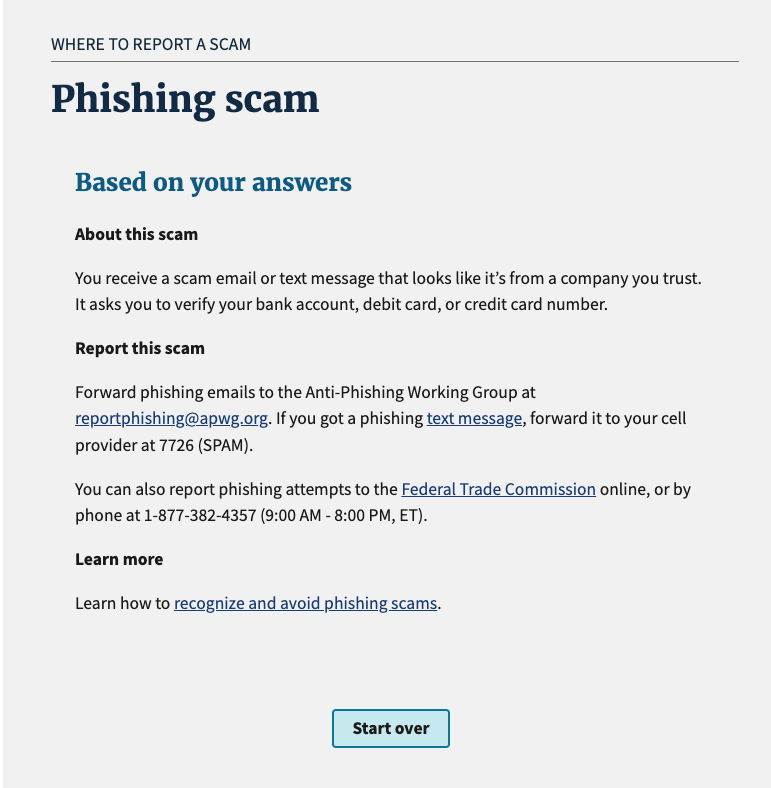 WHERE TO REPORT A SCAM
Phishing scam
Based on your answers
About this scam
You receive a scam email or text message that looks like it’s from a company you trust.
It asks you to verify your bank account, debit card, or credit card number.
Report this scam
Forward phishing emails to the Anti-Phishing Working Group at
reportphishing@apwg.org. If you got a phishing text message, forward it to your cell
provider at 7726 (SPAM).
You can also report phishing attempts to the Federal Trade Commission online, or by
phone at 1-877-382-4357 (9:00 AM - 8:00 PM, ET).
Learn more
Learn how to recognize and avoid phishing scams.
Start over